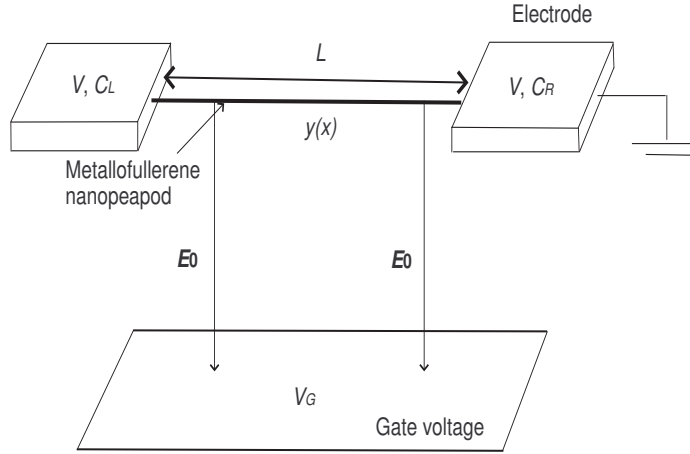 Electrode
L
V, CL
V, CR
y(x)
Metallofullerene
nanopeapod
E0
E0
VG
Gate voltage